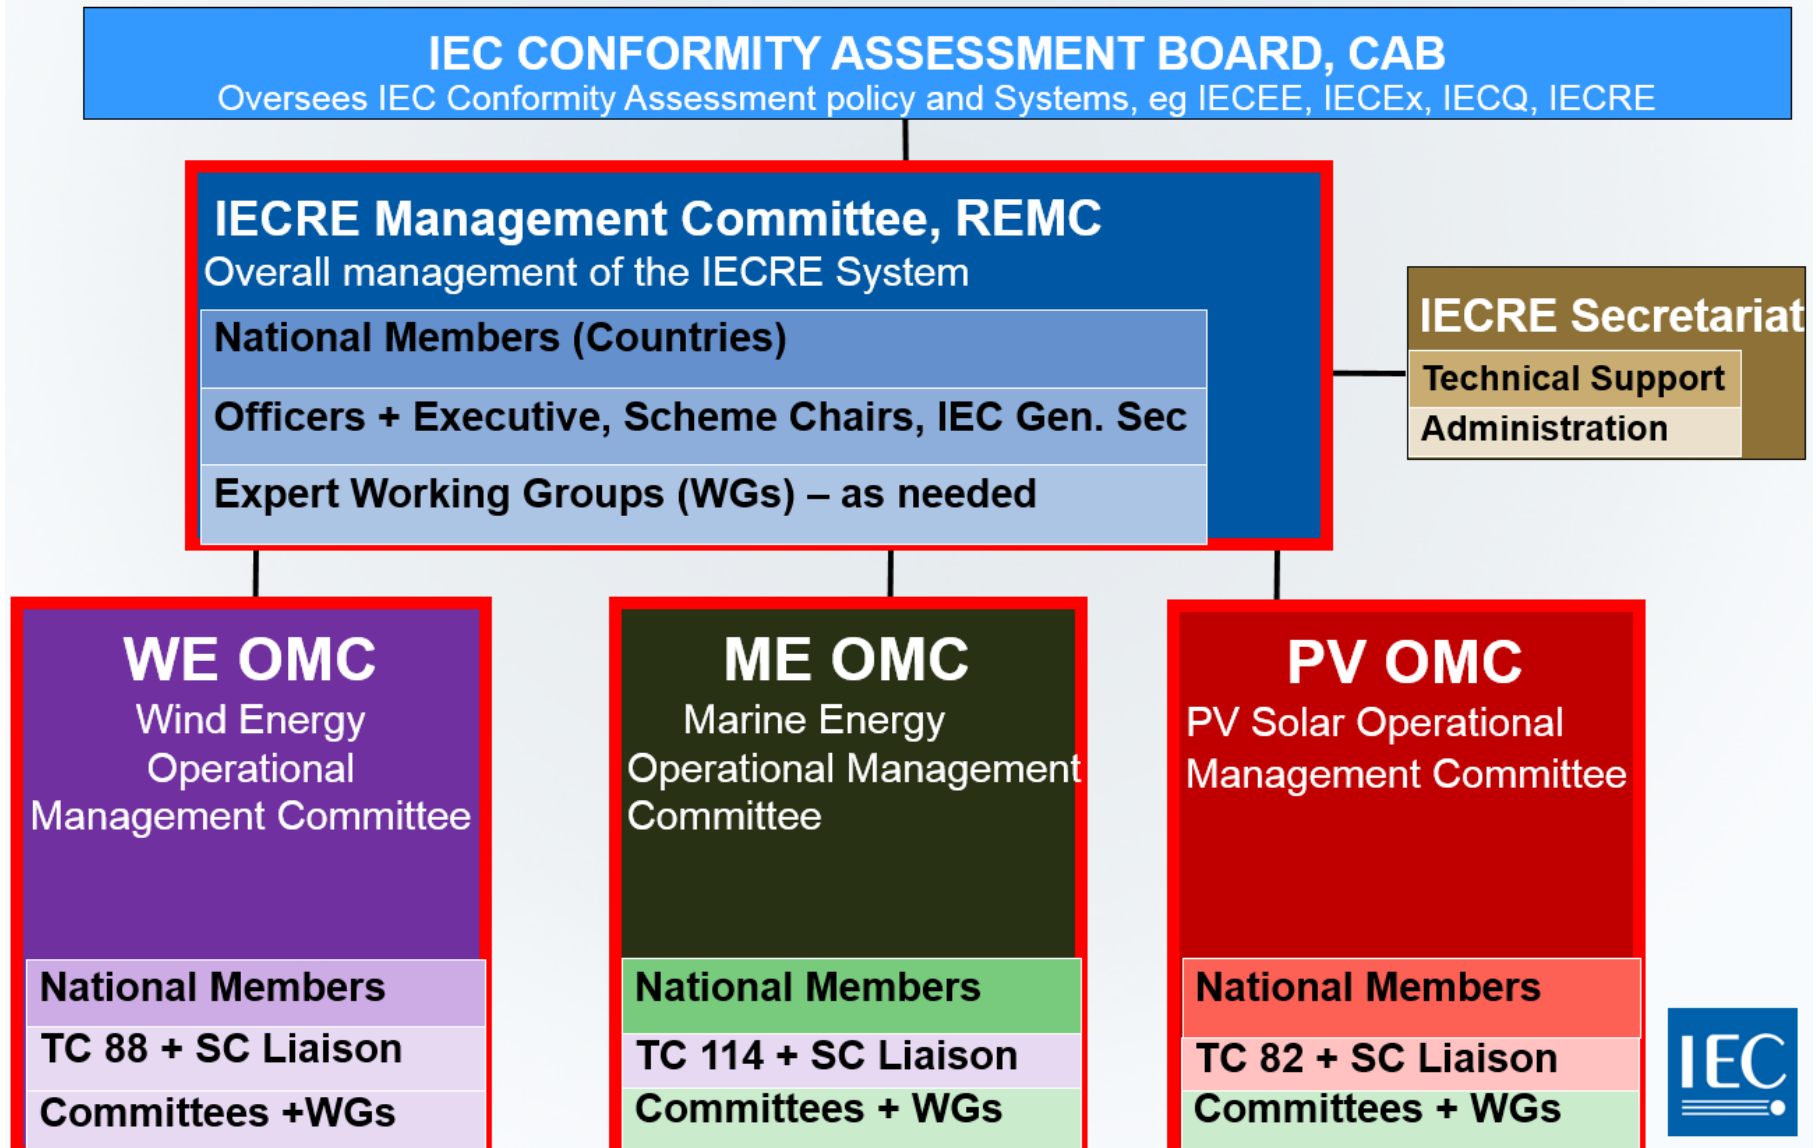 IEC CONFORMITY ASSESSMENT BOARD, CAB
Oversees IEC Conformity Assessment policy and Systems, eg IECEE, IECEx, IECQ, IECRE
IECRE Management Committee, REMC
Overall management of the IECRE System
National Members (Countries)
Officers + Executive, Scheme Chairs, IEC Gen. Sec
Expert Working Groups (WGs) – as needed
IECRE Secretariat
Technical Support
Administration
WE OMC
Wind Energy
Operational
Management Committee
National Members
TC 88 + SC Liaison
Committees +WGs
ME OMC
Marine Energy
Operational Management
Committee
National Members
TC 114 + SC Liaison
Committees + WGs
PV OMC
PV Solar Operational
Management Committee
National Members
TC 82 + SC Liaison
Committees + WGs
IEC